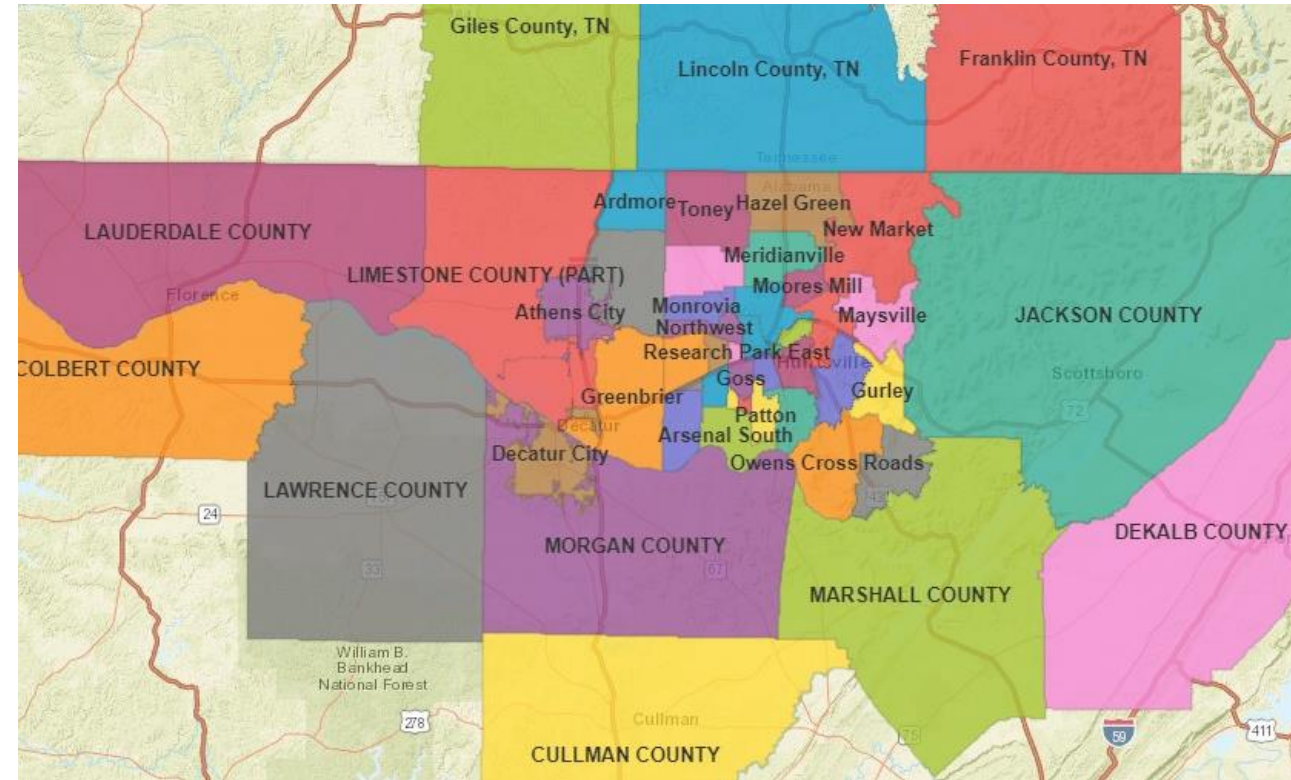 Giles County, TN
Lincoln County, TN
Franklin County, TN
Tennessee
Alabama
Ardmore
Toney
Hazel Green
New Market
LAUDERDALE COUNTY
Meridianville
LIMESTONE COUNTY (PART)
Moores Mill
Florence
Athens City
Monrovia
Maysville
JACKSON COUNTY
Northwest
Research Park East
Huntsville
COLBERT COUNTY
Goss
Scottsboro
Greenbrier
Gurley
72
Patton
Decatur
Arsenal South
Decatur City
Owens Cross Roads
LAWRENCE COUNTY
431
24
DEKALB COUNTY
MORGAN COUNTY
33
67
MARSHALL COUNTY
William B.
Bankhead
National Forest
278
Cullman
75
59
411
CULLMAN COUNTY